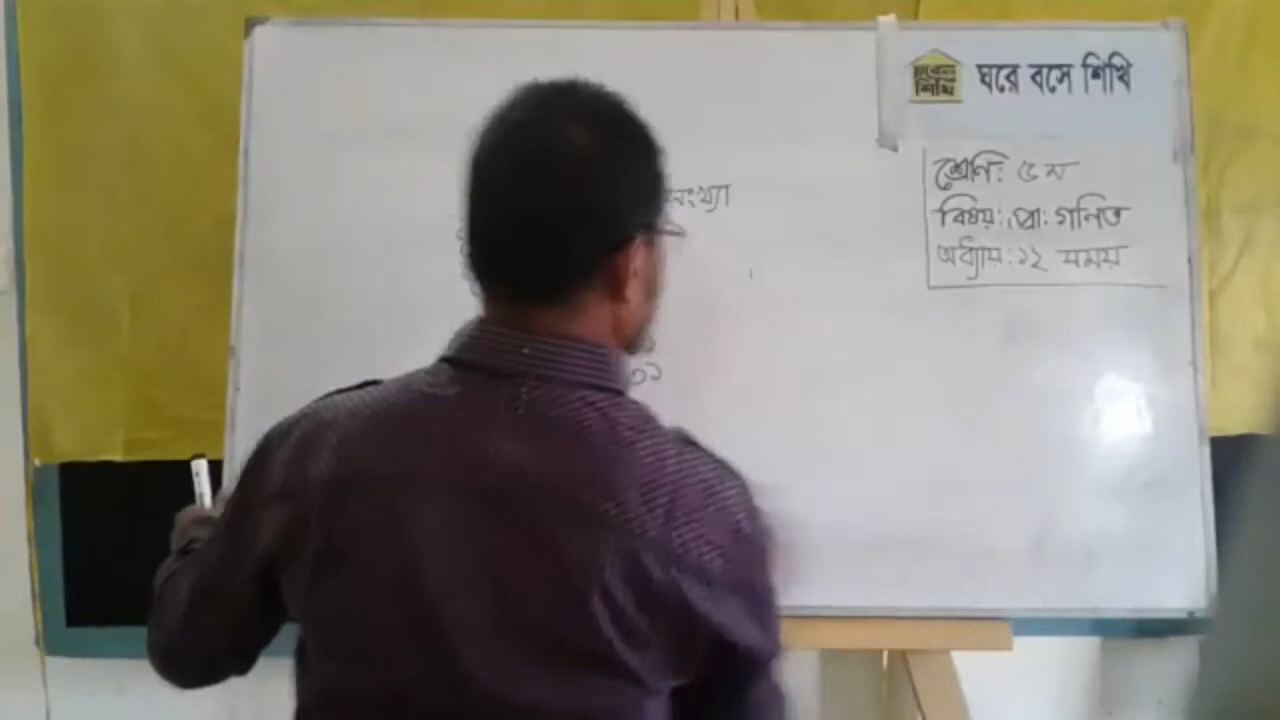 ঘরে বসে শিখি
শ্রেণি: ৫ম
বিষয়: প্রা: গনিত
অধ্যায়: ১২ সময়
সংখ্যা